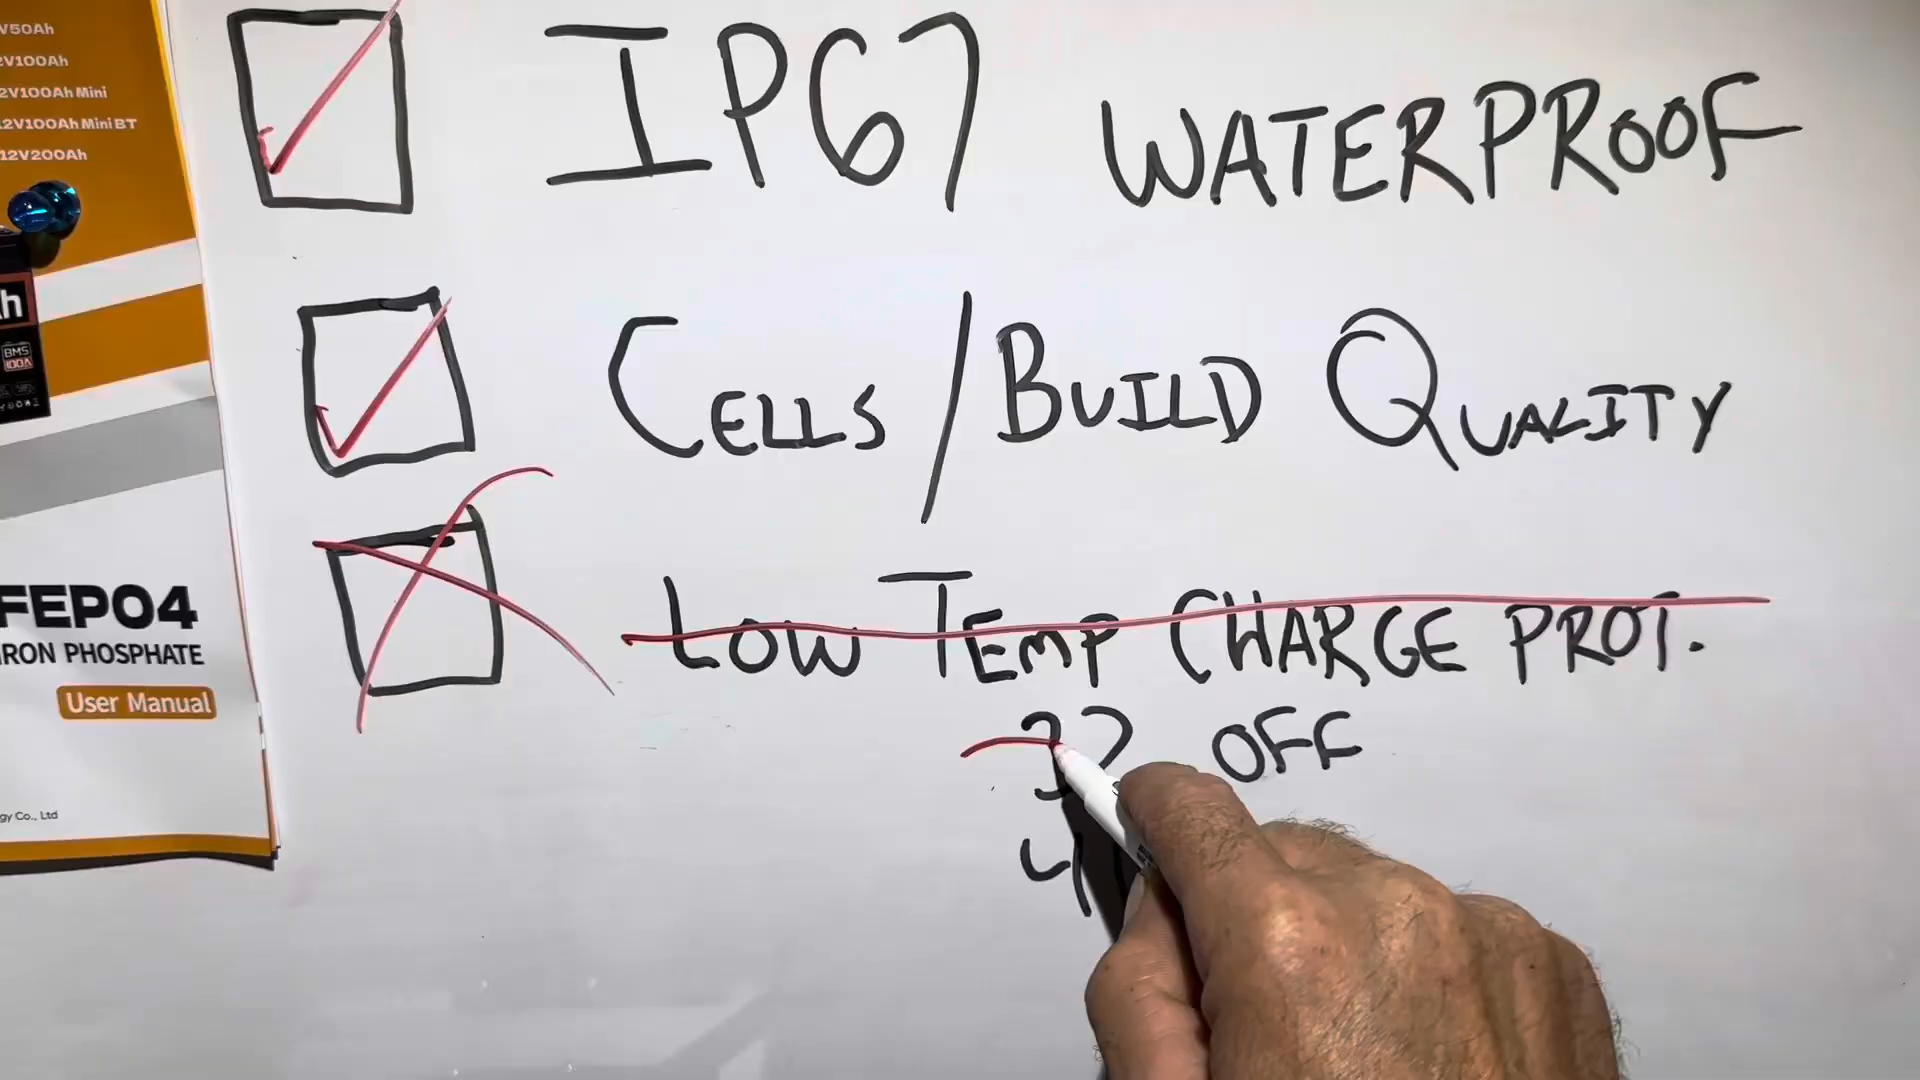 V50Ah
2V100Ah
2V100Ah Mini
12V100Ah Mini BT
12V200Ah
h
BMS
100A
FEPO4
IRON PHOSPHATE
User Manual
gy Co., Ltd
IP67 WATERPROOF
CELLS/BUILD QUALITY
LOW TEMP CHARGE PROT.
32 OFF
4